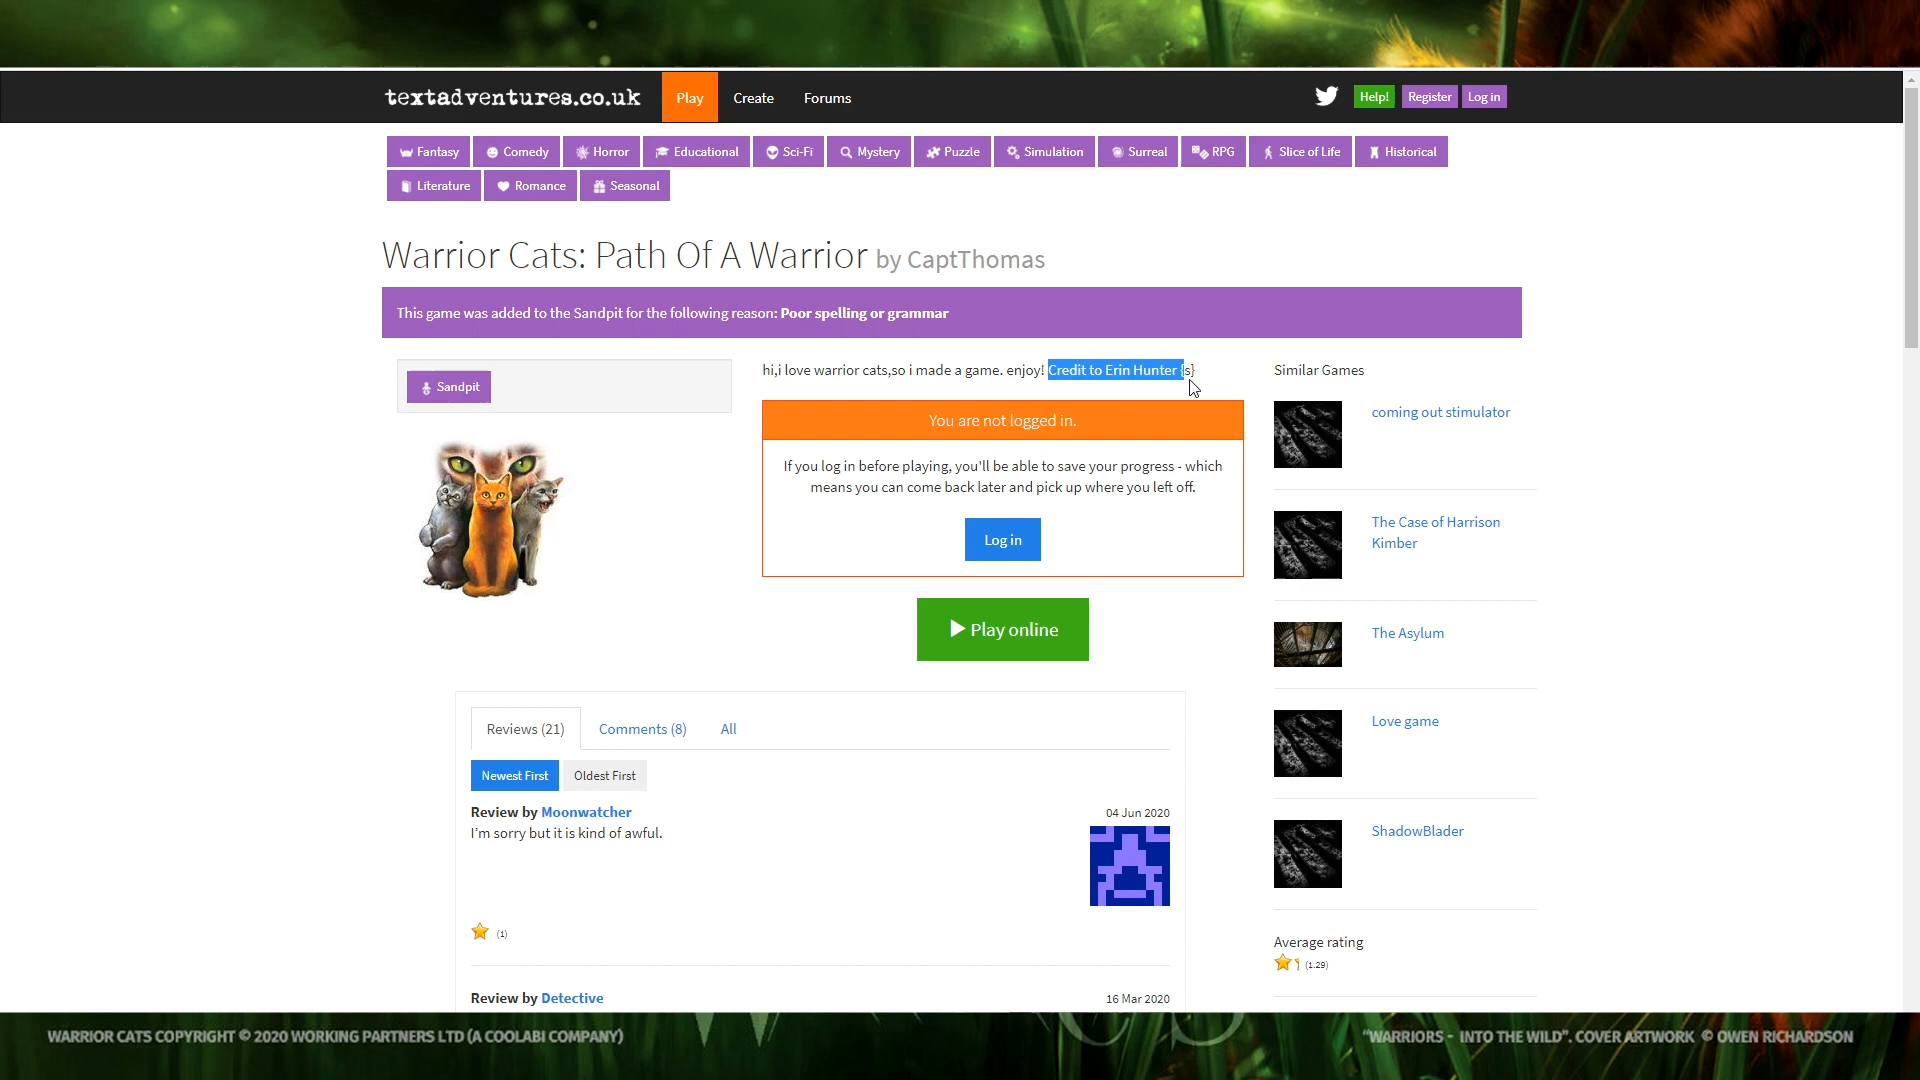 textadventures.co.uk Play Create Forums Help! Register Log in
Fantasy Comedy Horror Educational Sci-Fi Mystery Puzzle Simulation Surreal RPG Slice of Life Historical
Literature Romance Seasonal
Warrior Cats: Path Of A Warrior by CaptThomas
This game was added to the Sandpit for the following reason: Poor spelling or grammar
Sandpit
hi,i love warrior cats,so i made a game. enjoy! Credit to Erin Hunter {s}
You are not logged in.
If you log in before playing, you'll be able to save your progress - which
means you can come back later and pick up where you left off.
Log in
Play online
Reviews (21) Comments (8) All
Newest First Oldest First
Review by Moonwatcher 04 Jun 2020
I'm sorry but it is kind of awful.
(1)
Review by Detective 16 Mar 2020
Similar Games
coming out stimulator
The Case of Harrison
Kimber
The Asylum
Love game
ShadowBlader
Average rating
(1.29)
WARRIOR CATS COPYRIGHT © 2020 WORKING PARTNERS LTD (A COOLABI COMPANY)
"WARRIORS - INTO THE WILD". COVER ARTWORK © OWEN RICHARDSON